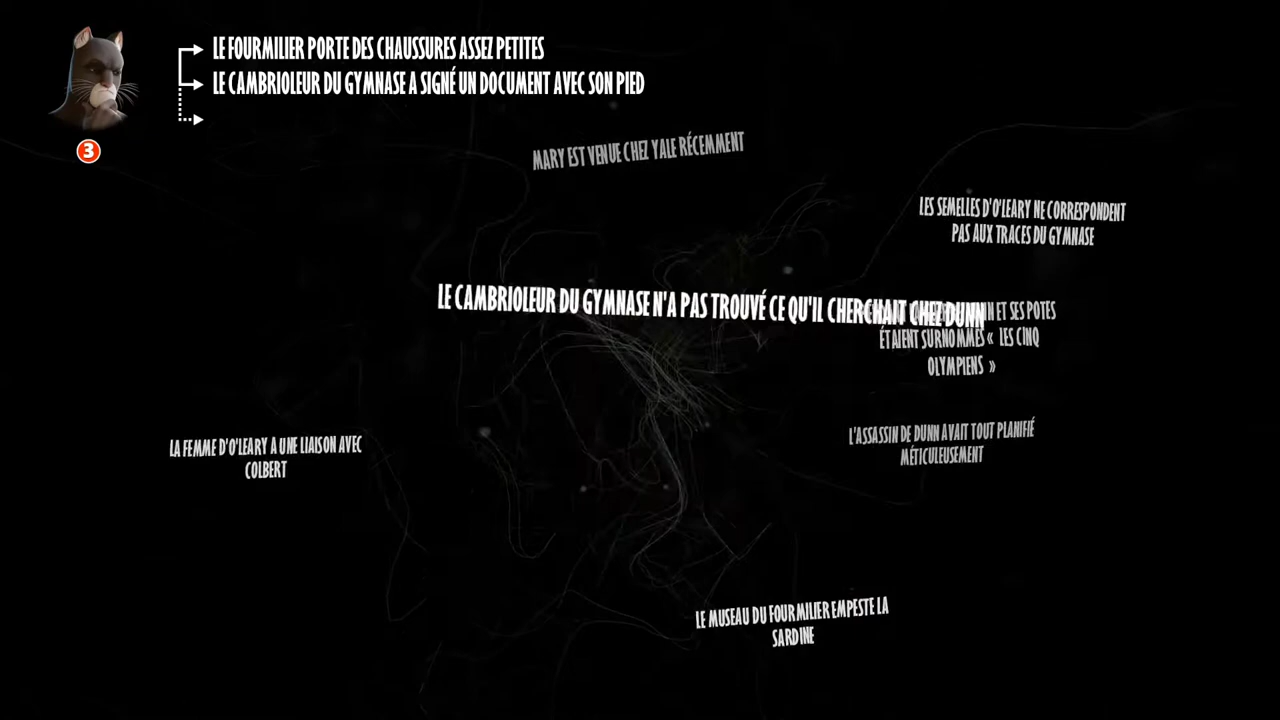 LE FOURMILIER PORTE DES CHAUSSURES ASSEZ PETITES
LE CAMBRIOLEUR DU GYMNASE A SIGNÉ UN DOCUMENT AVEC SON PIED
3
MARY EST VENUE CHEZ YALE RÉCEMMENT
LES SEMELLES D'O'LEARY NE CORRESPONDENT
PAS AUX TRACES DU GYMNASE
LE CAMBRIOLEUR DU GYMNASE N'A PAS TROUVÉ CE QU'IL CHERCHAIT CHEZ DUNN
ET SES POTES
ÉTAIENT SURNOMMÉS « LES CINQ
OLYMPIENS »
L'ASSASSIN DE DUNN AVAIT TOUT PLANIFIÉ
MÉTICULEUSEMENT
LA FEMME D'O'LEARY A UNE LIAISON AVEC
COLBERT
LE MUSEAU DU FOURMILIER EMPESTE LA
SARDINE